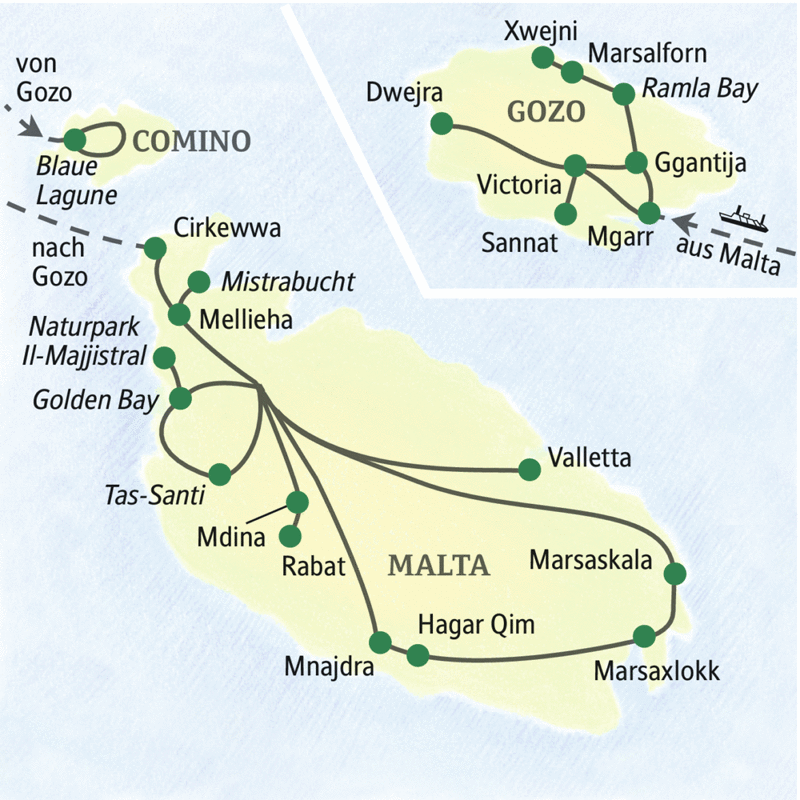 Xwejni
Marsalforn
Ramla Bay
Dwejra
GOZO
Ggantija
Victoria
Sannat
Mgarr
aus Malta
von
Gozo
COMINO
Blaue
Lagune
nach
Gozo
Cirkewwa
Mistrabucht
Mellieha
Naturpark
Il-Majjistral
Golden Bay
Tas-Santi
Valletta
Mdina
Rabat
MALTA
Marsaskala
Hagar Qim
Mnajdra
Marsaxlokk